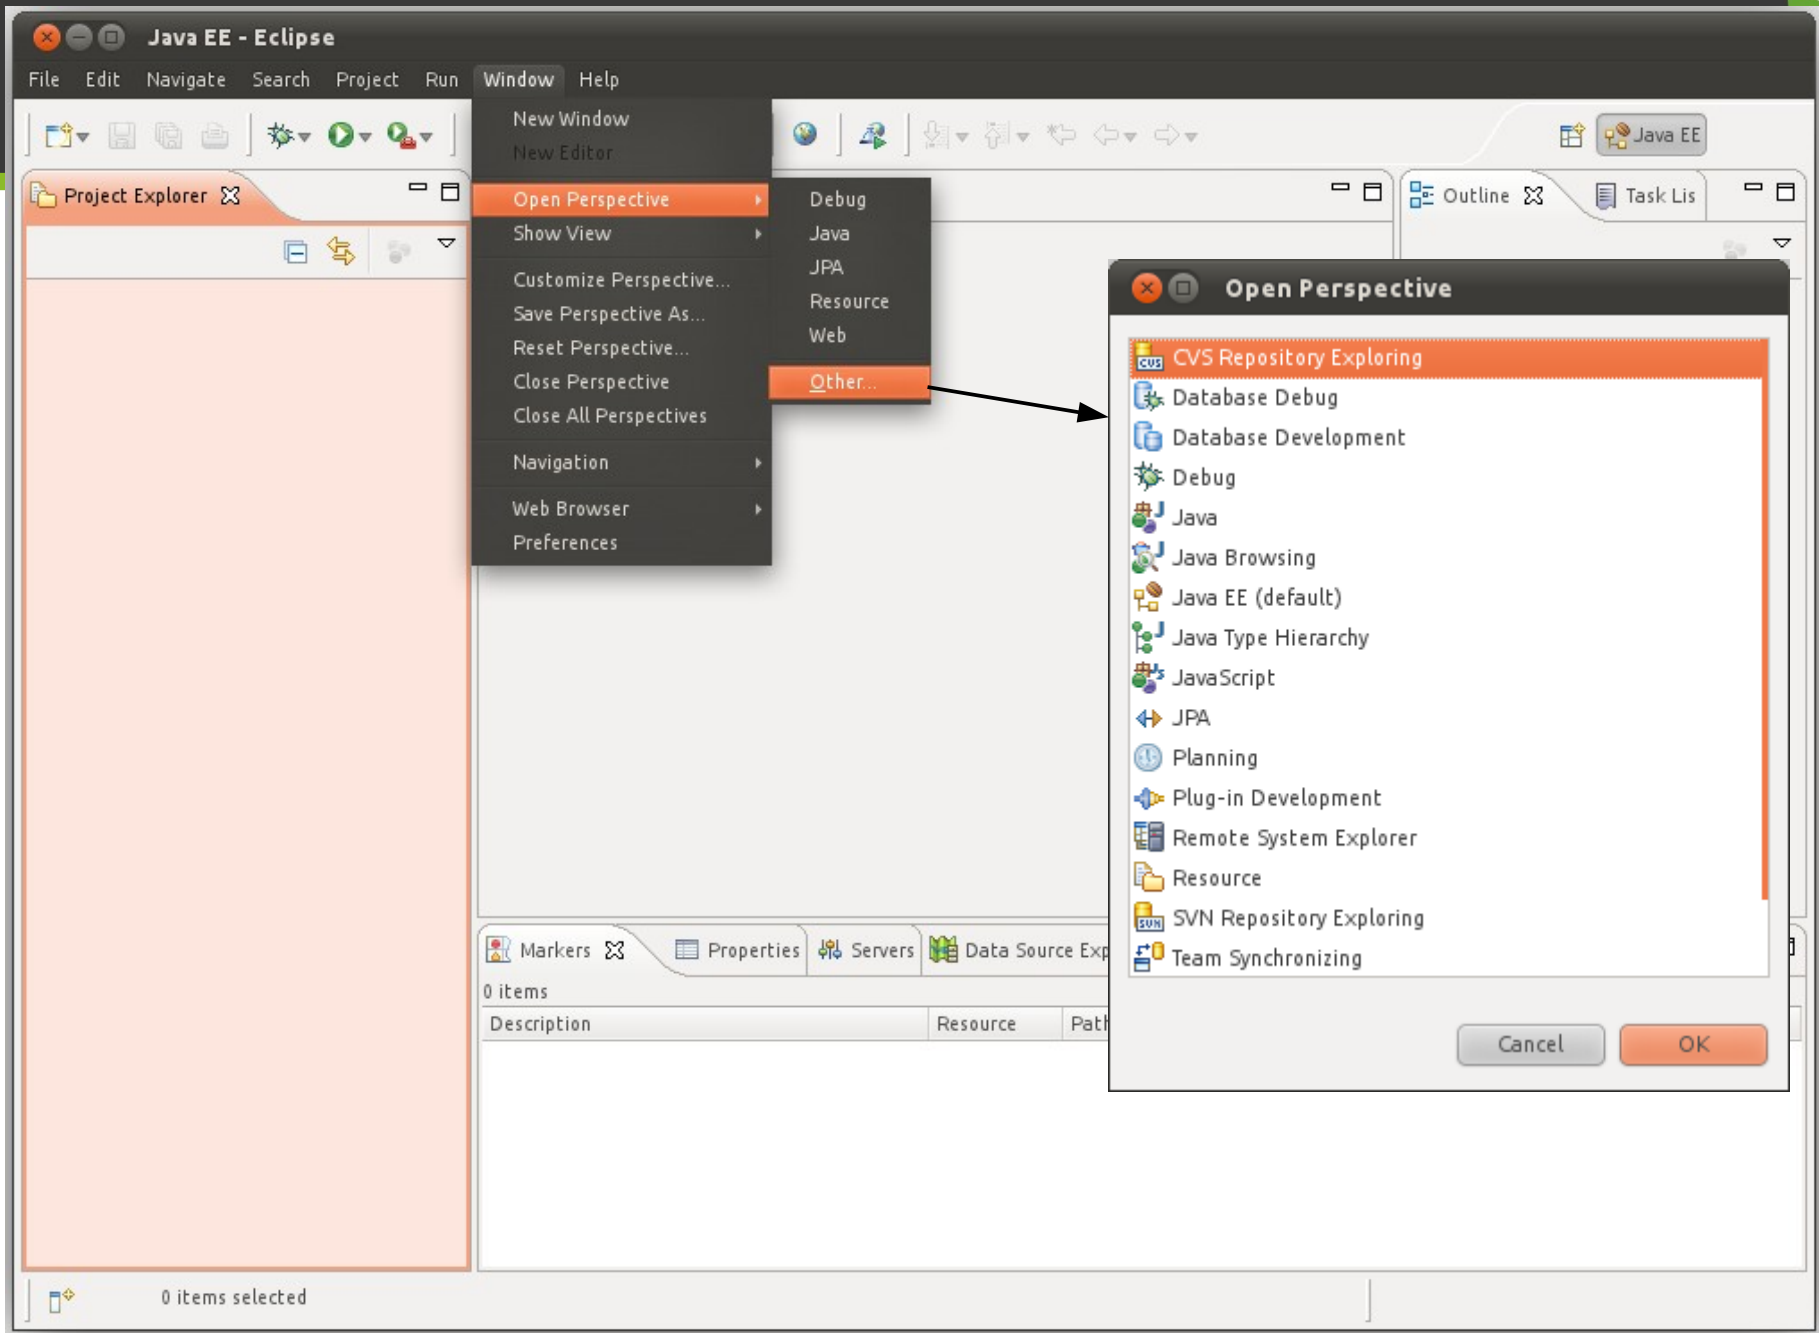 Java EE - Eclipse
File Edit Navigate Search Project Run Window Help
Java EE
Project Explorer
New Window
New Editor
Open Perspective
Show View
Customize Perspective...
Save Perspective As...
Reset Perspective...
Close Perspective
Close All Perspectives
Navigation
Web Browser
Preferences
Debug
Java
JPA
Resource
Web
Other...
Outline
Task Lis
Open Perspective
CVS CVS Repository Exploring
Database Debug
Database Development
Debug
Java
Java Browsing
Java EE (default)
Java Type Hierarchy
JavaScript
JPA
Planning
Plug-in Development
Remote System Explorer
Resource
SVN SVN Repository Exploring
Team Synchronizing
Cancel OK
Markers Properties Servers Data Source Exp
0 items
Description Resource Path
0 items selected